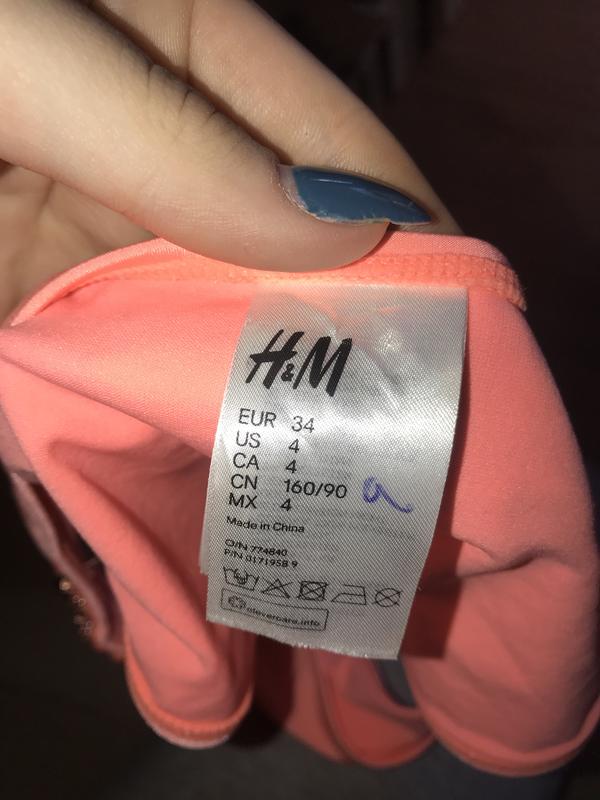 H&M
EUR 34
US 4
CA 4
CN 160/90 a
MX 4
Made in China
O/N 774840
P/N 0171958 9
clevercare.info